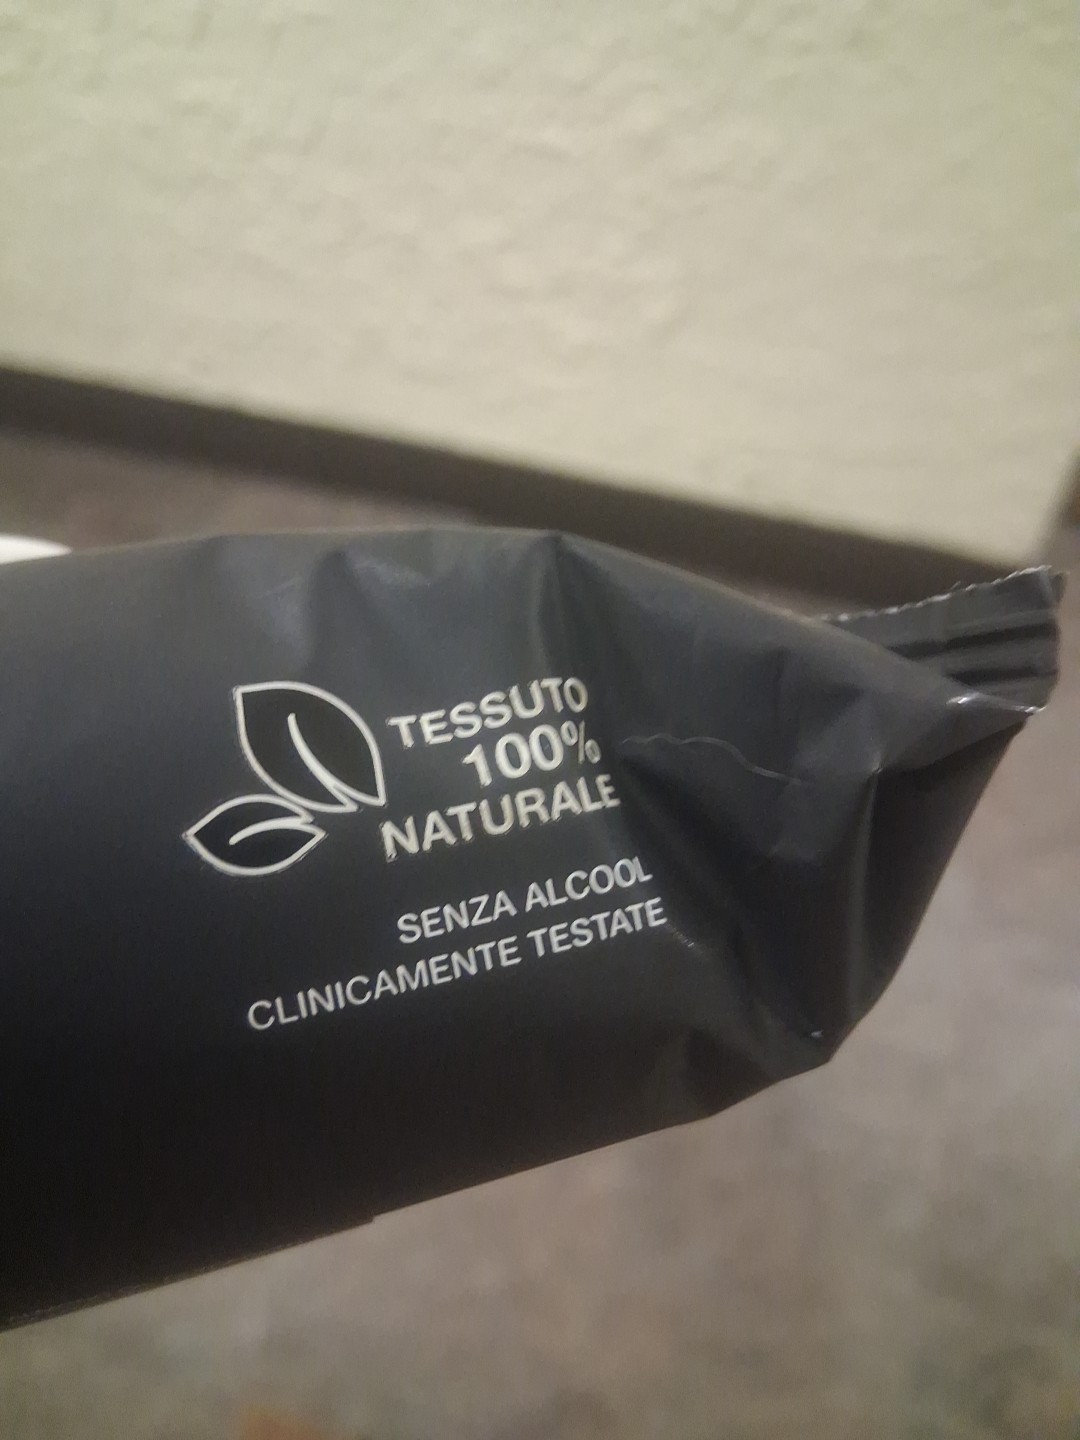 TESSUTO
100%
NATURALE
SENZA ALCOOL
CLINICAMENTE TESTATE